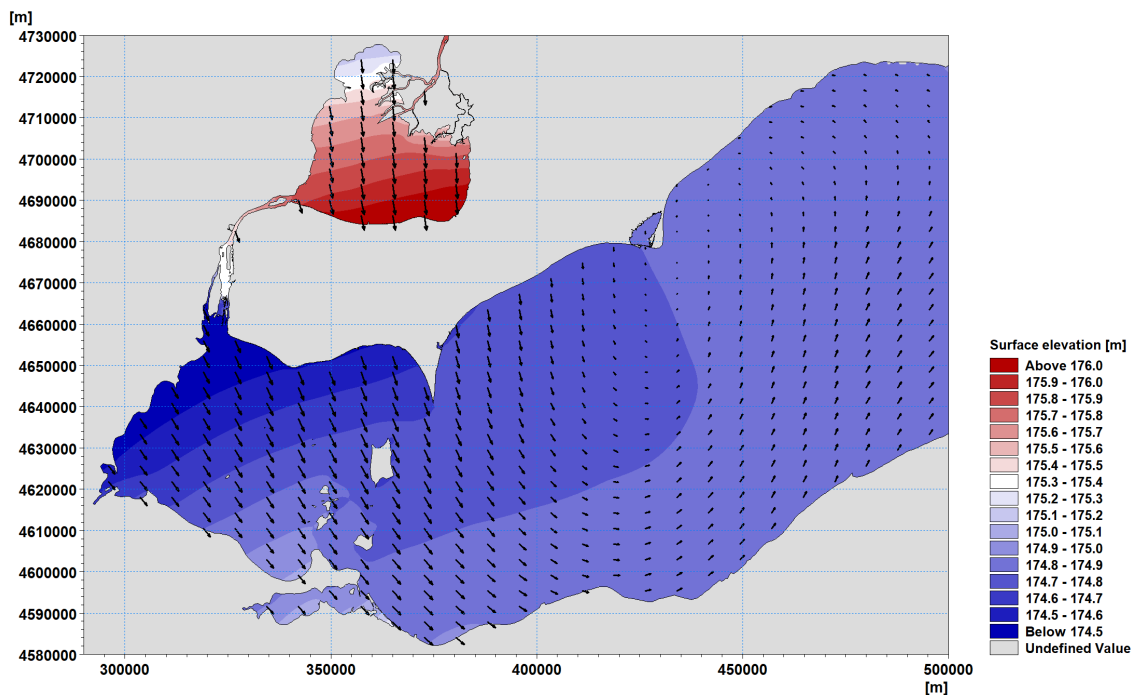 [m]
4730000
4720000
4710000
4700000
4690000
4680000
4670000
4660000
4650000
4640000
4630000
4620000
4610000
4600000
4590000
4580000
300000 350000 400000 450000 500000
[m]
Surface elevation [m]
Above 176.0
175.9 - 176.0
175.8 - 175.9
175.7 - 175.8
175.6 - 175.7
175.5 - 175.6
175.4 - 175.5
175.3 - 175.4
175.2 - 175.3
175.1 - 175.2
175.0 - 175.1
174.9 - 175.0
174.8 - 174.9
174.7 - 174.8
174.6 - 174.7
174.5 - 174.6
Below 174.5
Undefined Value